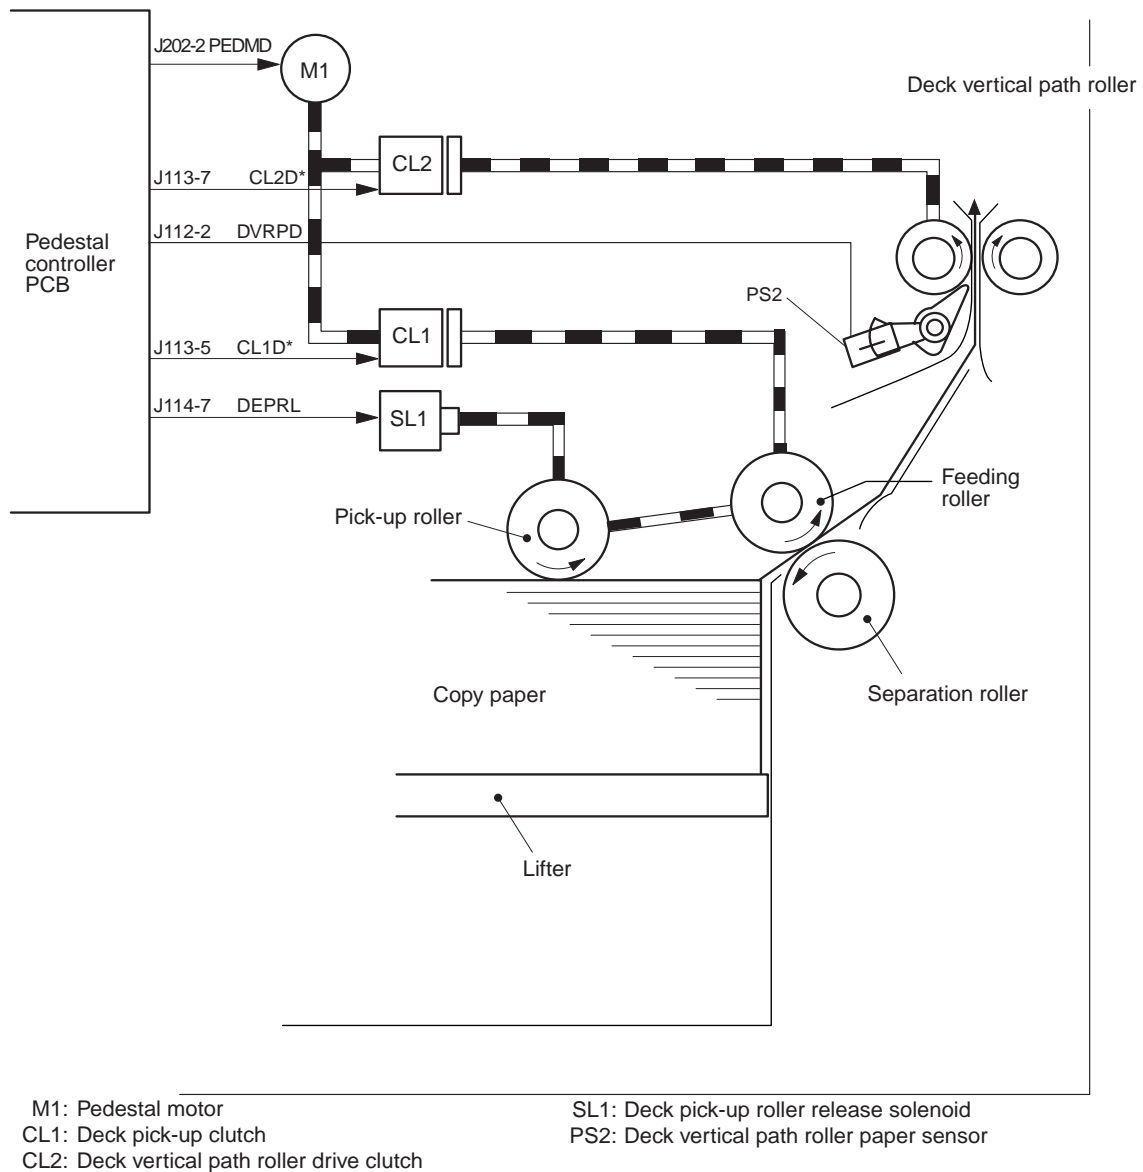 J202-2 PEDMD
M1
Deck vertical path roller
CL2
J113-7 CL2D*
J112-2 DVRPD
Pedestal
controller
PCB
PS2
CL1
J113-5 CL1D*
J114-7 DEPRL
SL1
Feeding
roller
Pick-up roller
Copy paper
Separation roller
Lifter
M1: Pedestal motor
CL1: Deck pick-up clutch
CL2: Deck vertical path roller drive clutch
SL1: Deck pick-up roller release solenoid
PS2: Deck vertical path roller paper sensor